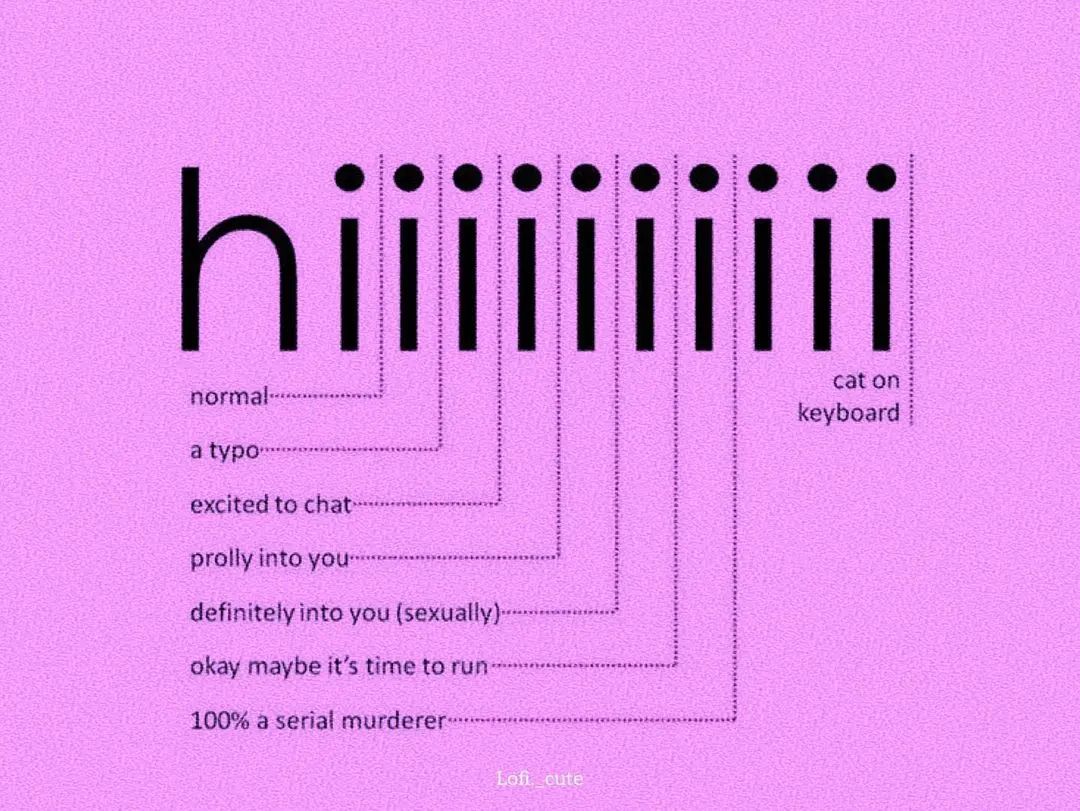 hiiiiiiiiii
cat on
keyboard
normal
a typo
excited to chat
prolly into you
definitely into you (sexually)
okay maybe it's time to run
100% a serial murderer
Lofi._cute